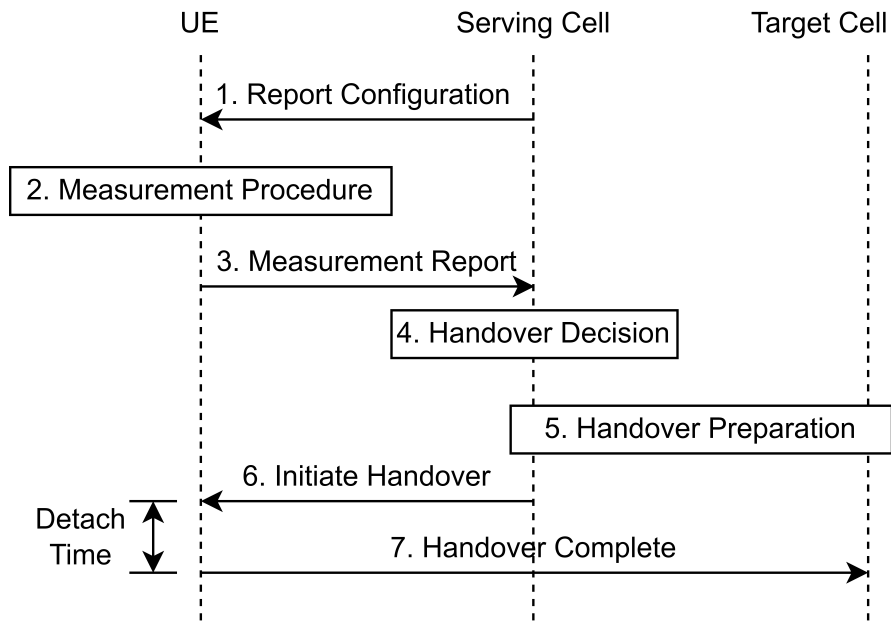 UE
Serving Cell
Target Cell
1. Report Configuration
2. Measurement Procedure
3. Measurement Report
4. Handover Decision
5. Handover Preparation
6. Initiate Handover
Detach
Time
7. Handover Complete